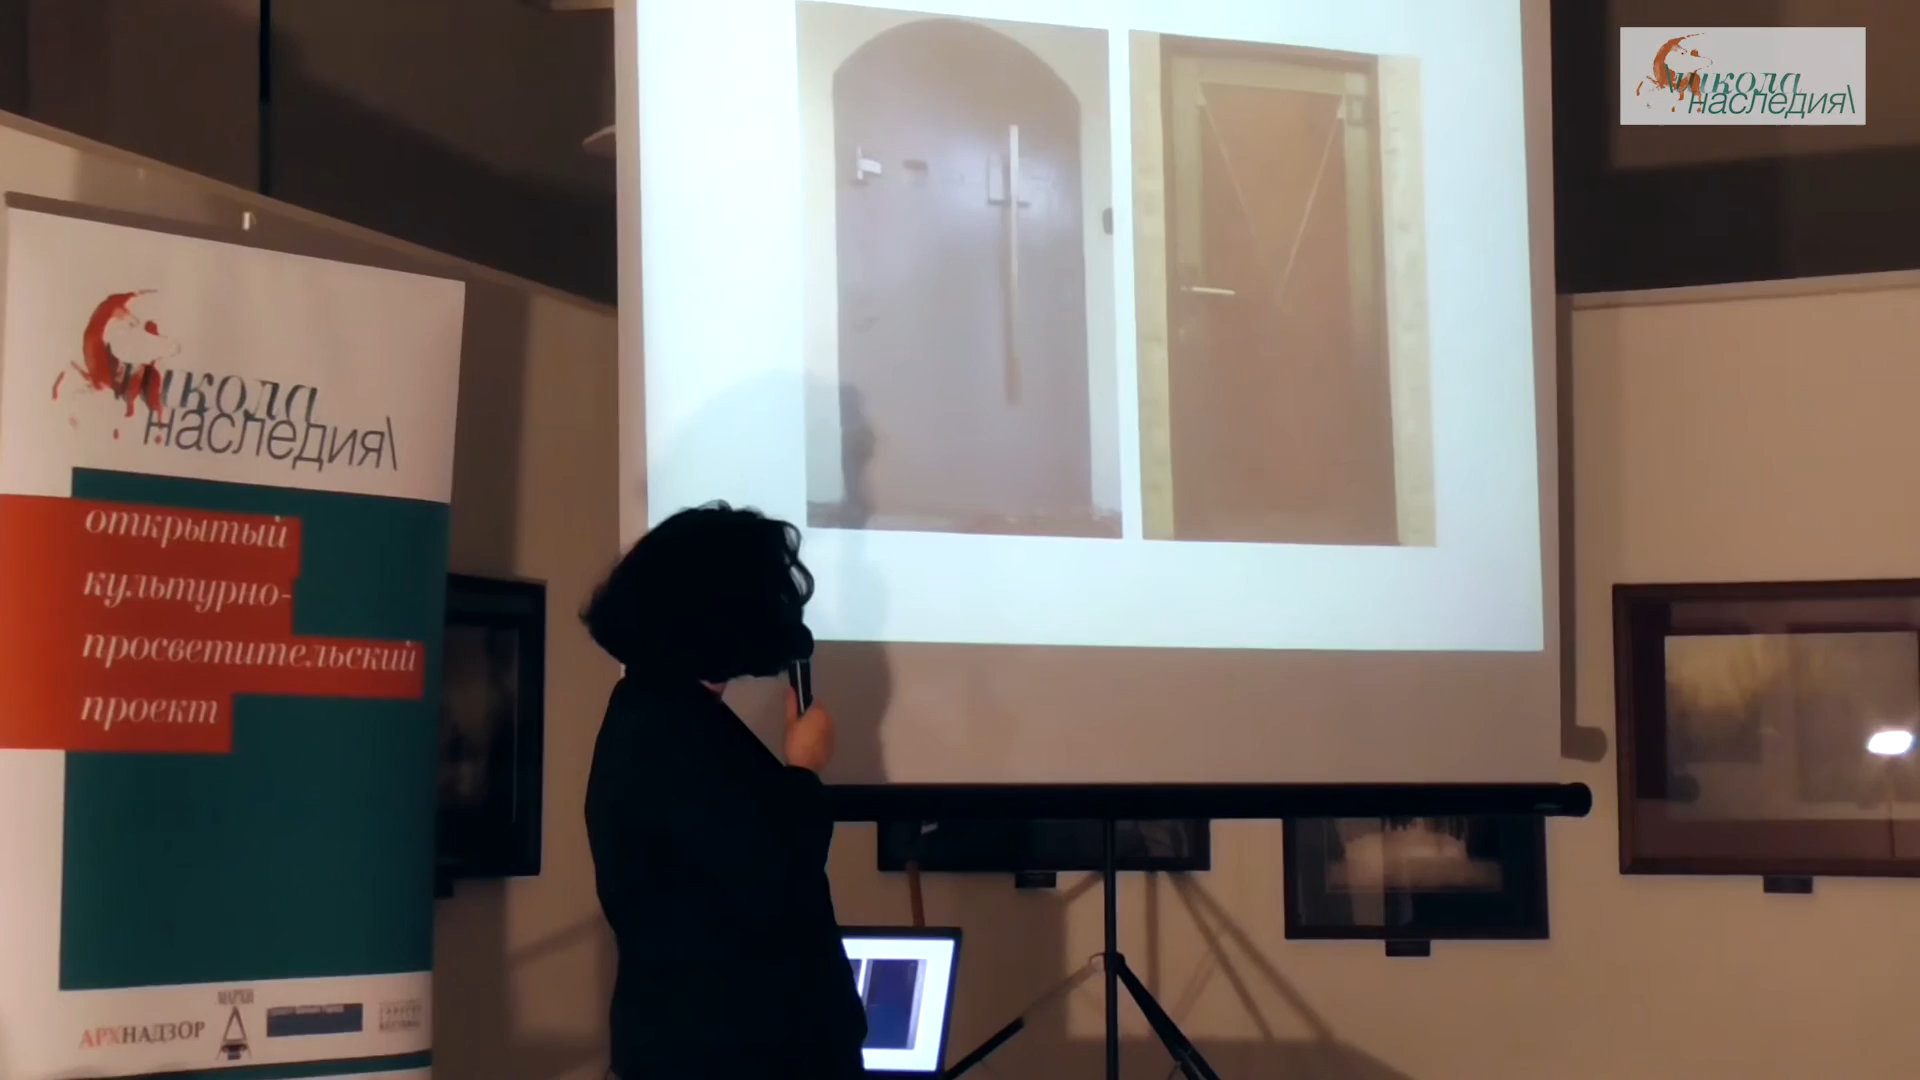 школа
наследия\
школа
наследия\
открытый
культурно-
просветительский
проект
МАРХИ
АРХНАДЗОР